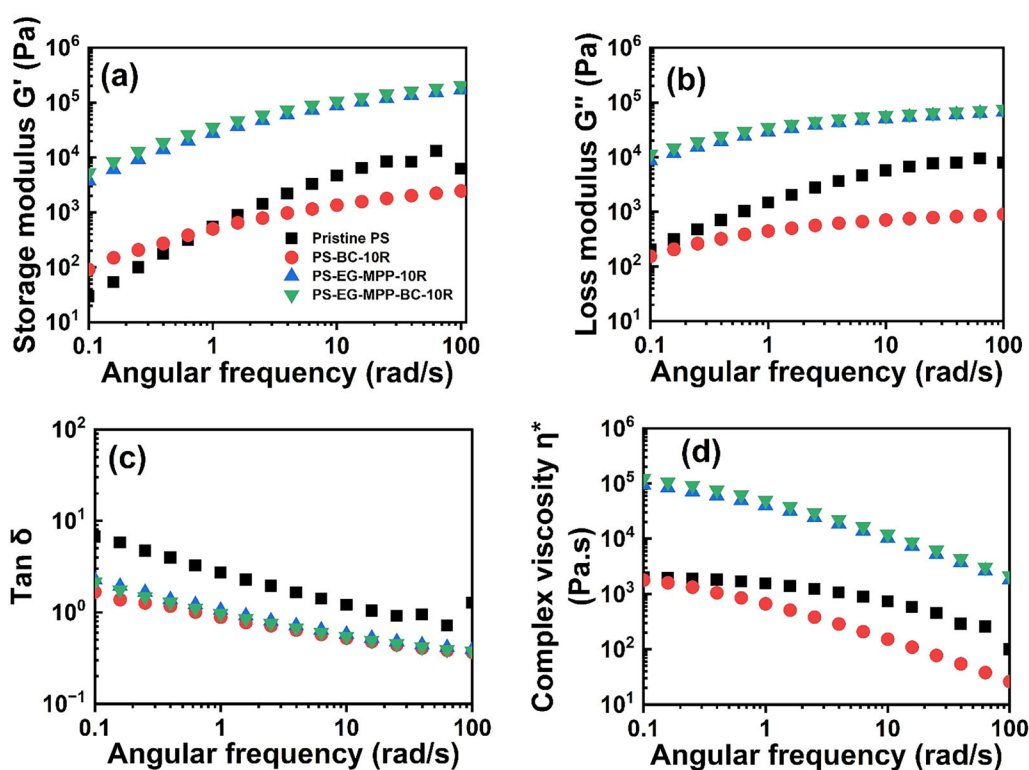 (a)
Storage modulus G' (Pa)
10⁶
10⁵
10⁴
10³
10²
10¹
Pristine PS
PS-BC-10R
PS-EG-MPP-10R
PS-EG-MPP-BC-10R
0.1 1 10 100
Angular frequency (rad/s)
(b)
Loss modulus G'' (Pa)
10⁶
10⁵
10⁴
10³
10²
10¹
0.1 1 10 100
Angular frequency (rad/s)
(c)
Tan δ
10²
10¹
10⁰
10⁻¹
0.1 1 10 100
Angular frequency (rad/s)
(d)
Complex viscosity η*
(Pa.s)
10⁶
10⁵
10⁴
10³
10²
10¹
0.1 1 10 100
Angular frequency (rad/s)